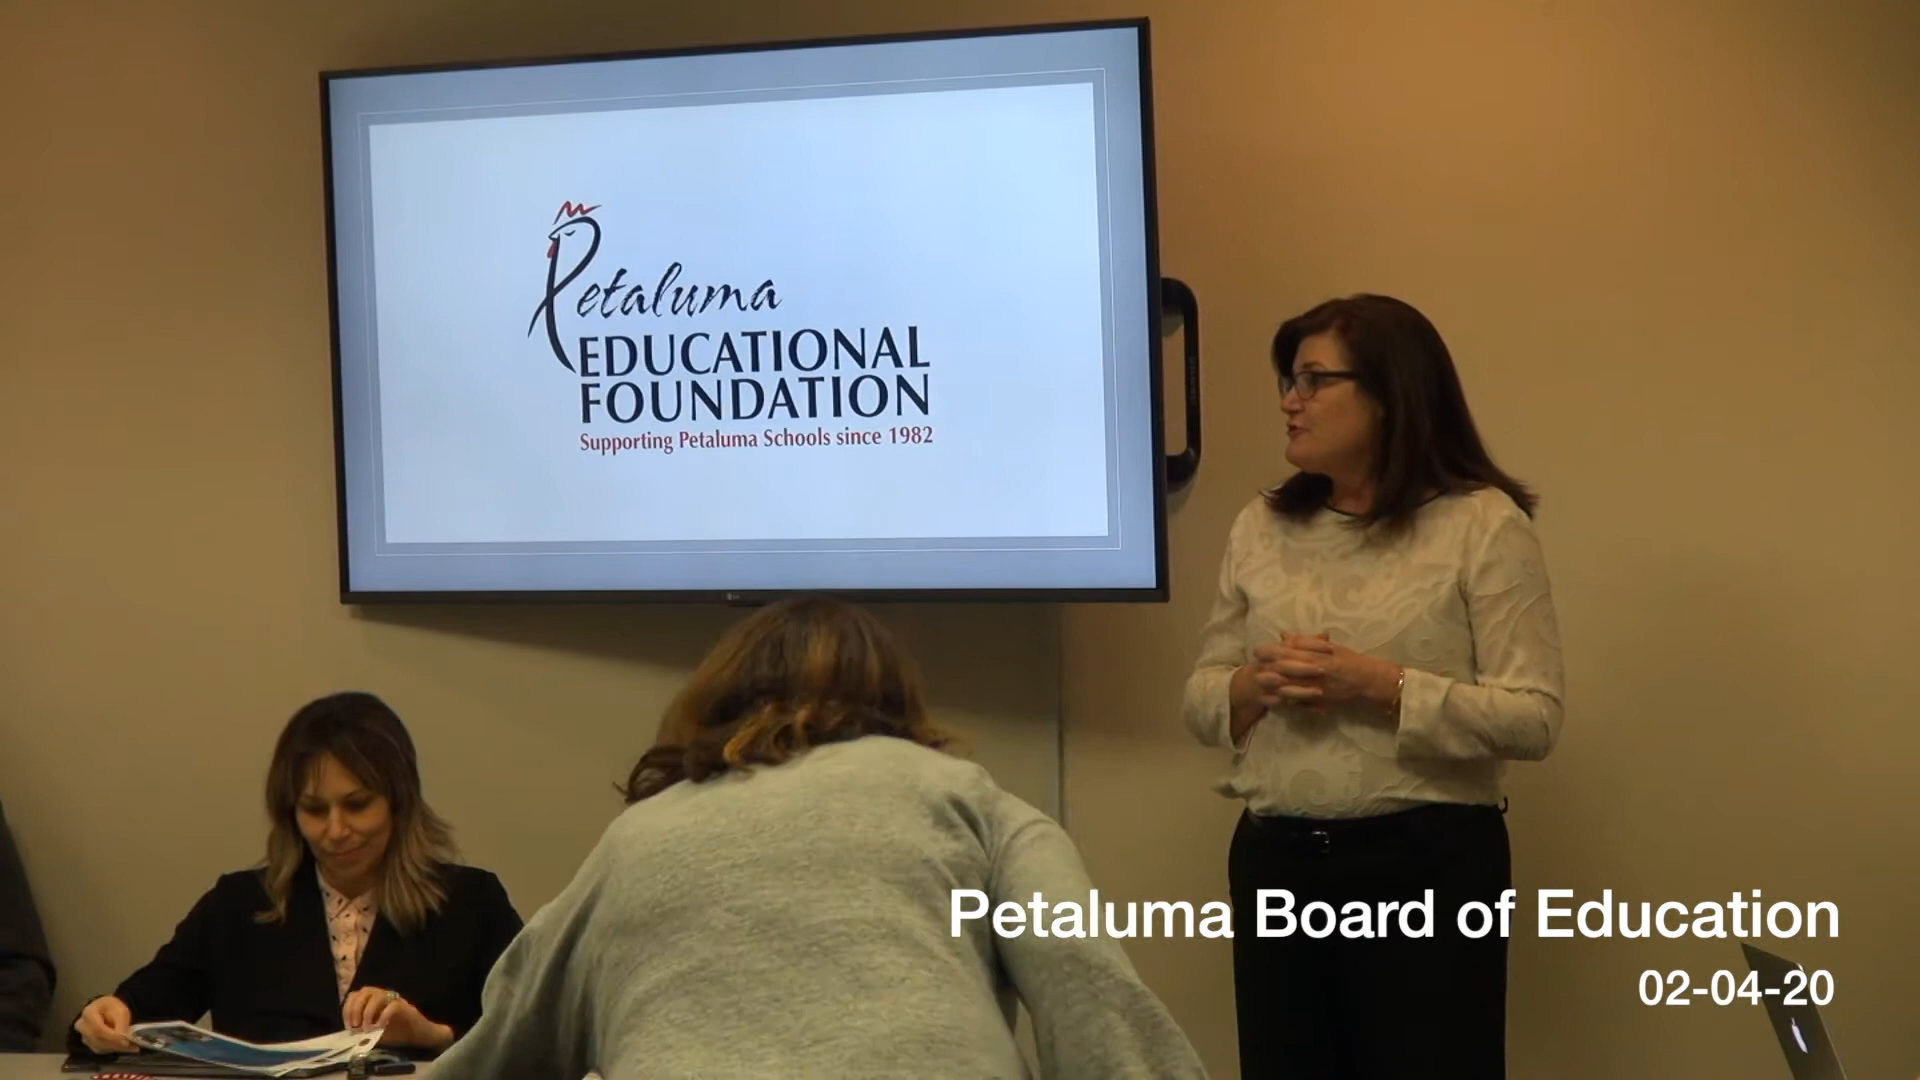 Petaluma
EDUCATIONAL
FOUNDATION
Supporting Petaluma Schools since 1982
Petaluma Board of Education
02-04-20